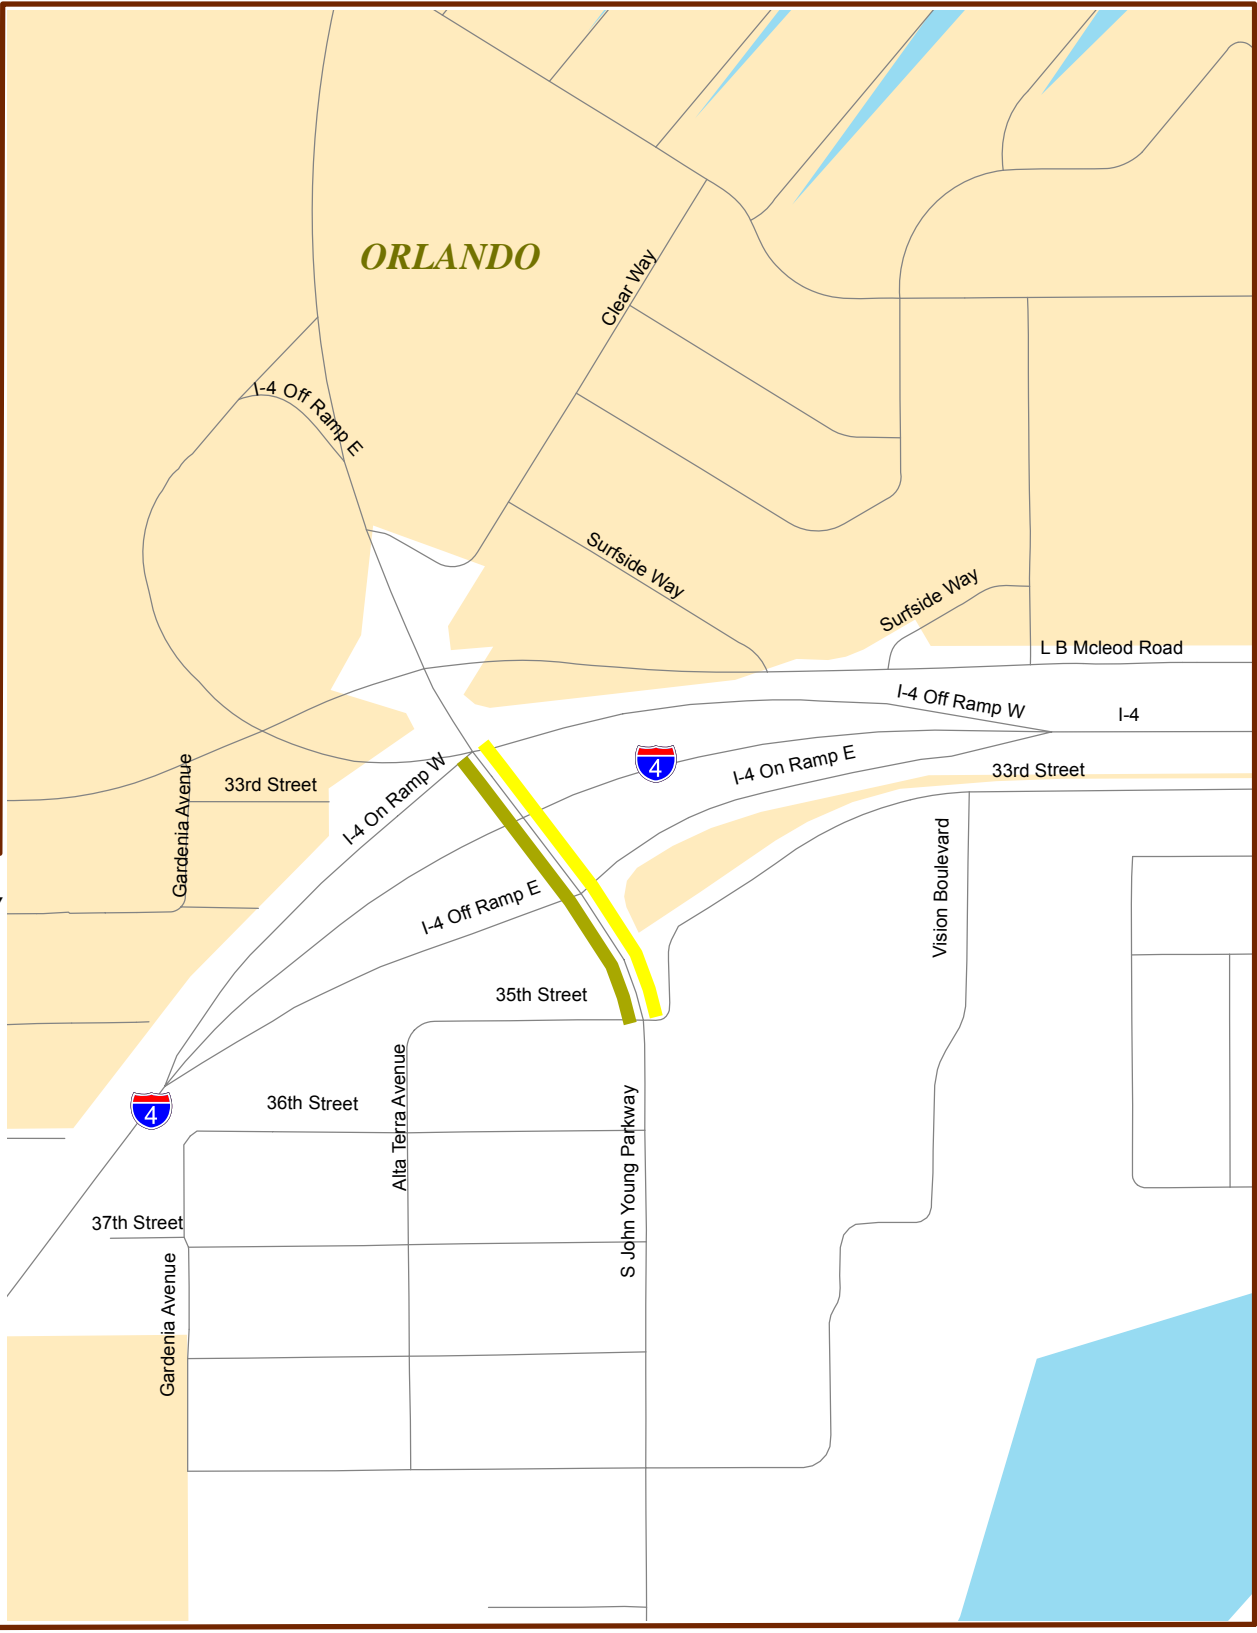 ORLANDO
Clear Way
I-4 Off Ramp E
Surfside Way
Surfside Way
L B Mcleod Road
I-4 Off Ramp W
I-4
4
I-4 On Ramp E
33rd Street
33rd Street
Gardenia Avenue
I-4 On Ramp W
Vision Boulevard
I-4 Off Ramp E
35th Street
4
36th Street
Alta Terra Avenue
S John Young Parkway
37th Street
Gardenia Avenue